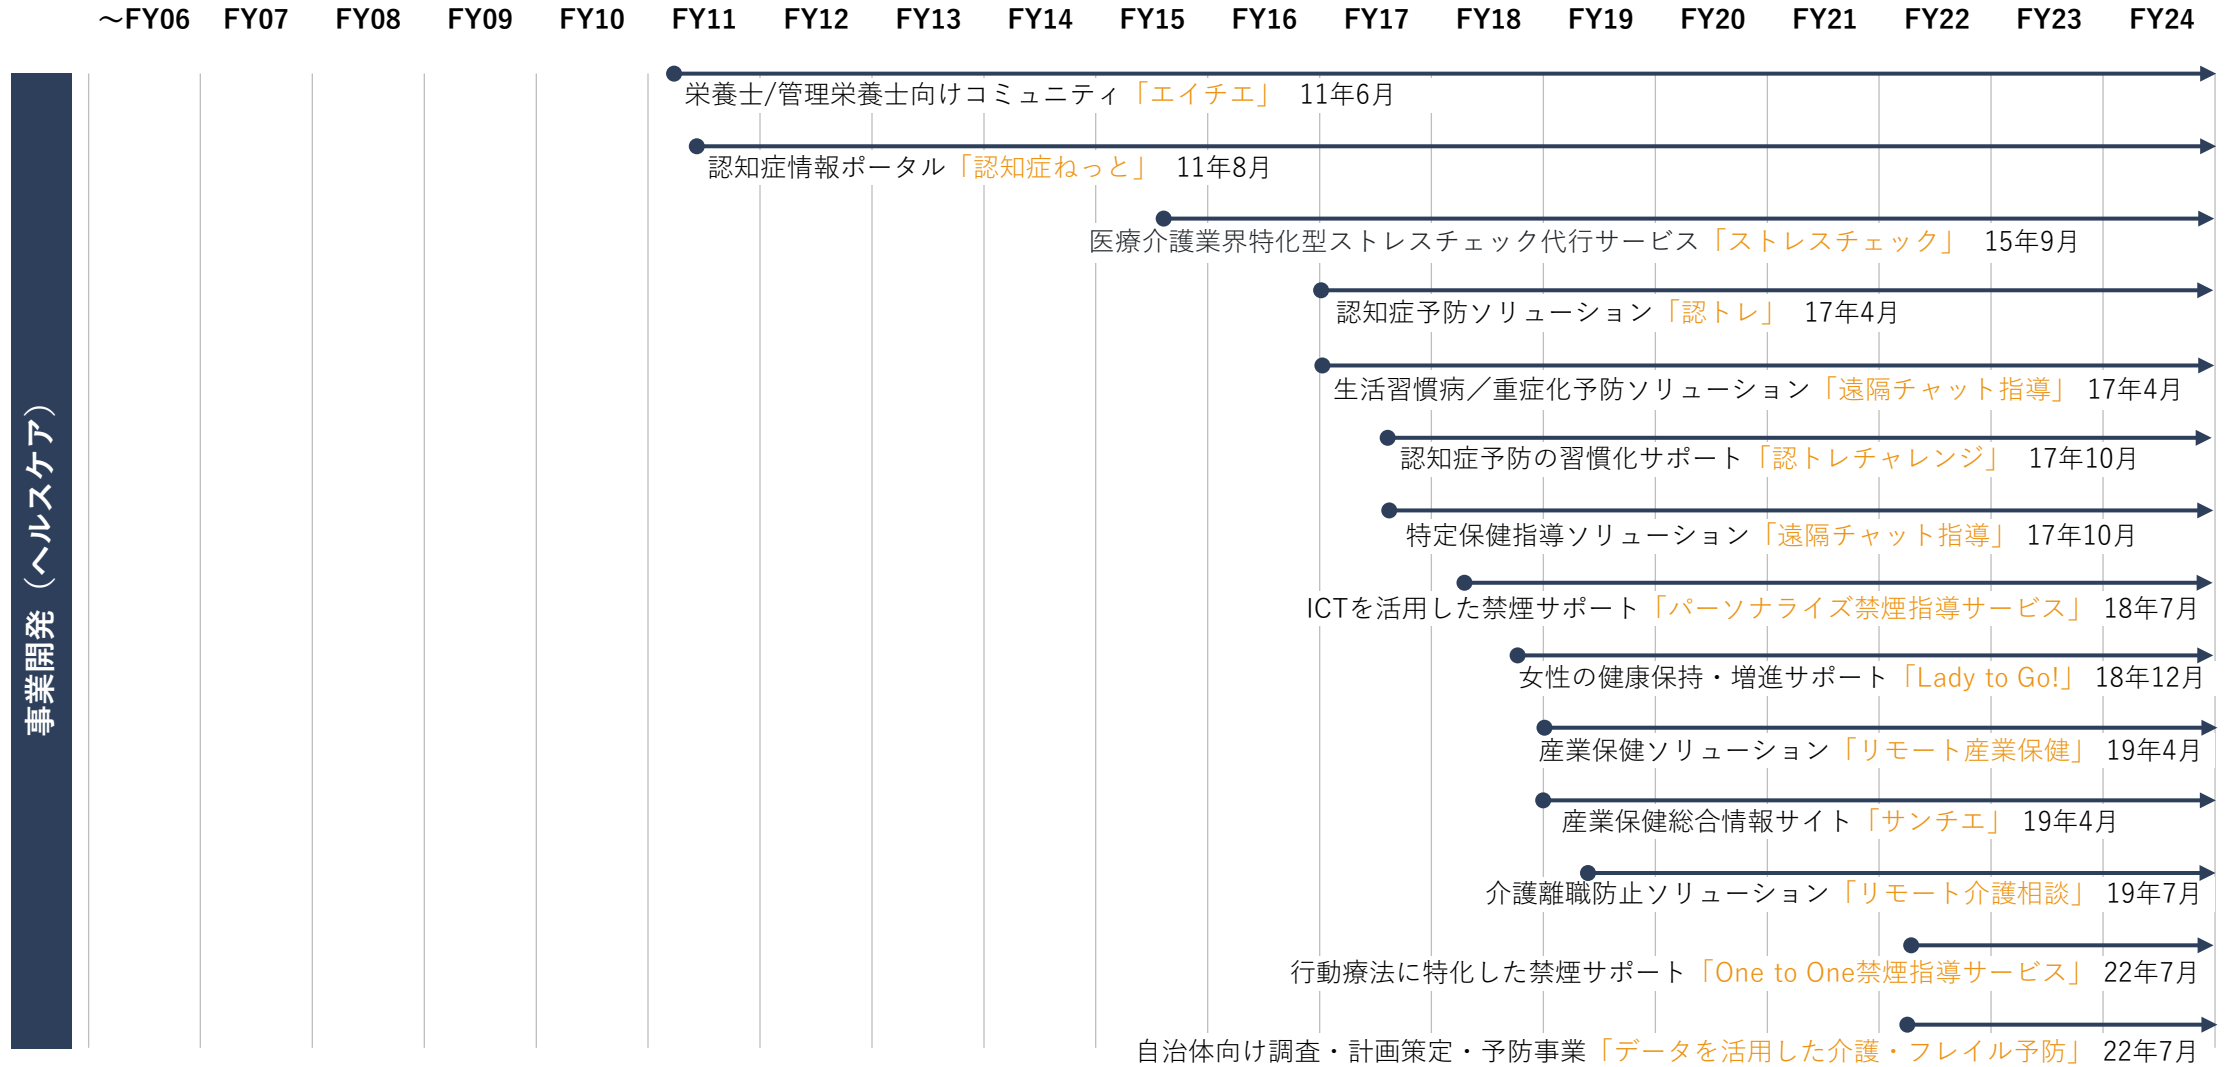 ～FY06 FY07 FY08 FY09 FY10 FY11 FY12 FY13 FY14 FY15 FY16 FY17 FY18 FY19 FY20 FY21 FY22 FY23 FY24
事業開発（ヘルスケア）
栄養士/管理栄養士向けコミュニティ「エイチエ」 11年6月
認知症情報ポータル「認知症ねっと」 11年8月
医療介護業界特化型ストレスチェック代行サービス「ストレスチェック」 15年9月
認知症予防ソリューション「認トレ」 17年4月
生活習慣病／重症化予防ソリューション「遠隔チャット指導」 17年4月
認知症予防の習慣化サポート「認トレチャレンジ」 17年10月
特定保健指導ソリューション「遠隔チャット指導」 17年10月
ICTを活用した禁煙サポート「パーソナライズ禁煙指導サービス」 18年7月
女性の健康保持・増進サポート「Lady to Go!」 18年12月
産業保健ソリューション「リモート産業保健」 19年4月
産業保健総合情報サイト「サンチエ」 19年4月
介護離職防止ソリューション「リモート介護相談」 19年7月
行動療法に特化した禁煙サポート「One to One禁煙指導サービス」 22年7月
自治体向け調査・計画策定・予防事業「データを活用した介護・フレイル予防」 22年7月